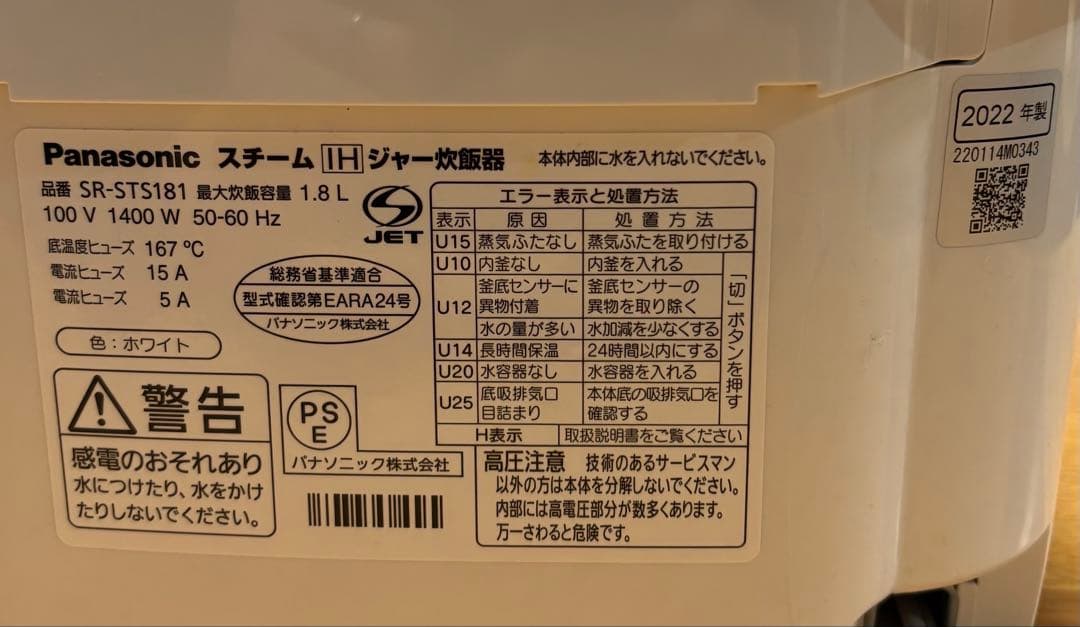 Panasonic スチーム IH ジャー炊飯器 本体内部に水を入れないでください。
品番 SR-STS181 最大炊飯容量 1.8 L
100 V 1400 W 50-60 Hz
底温度ヒューズ 167 ℃
電流ヒューズ 15 A
電流ヒューズ 5 A
JET
総務省基準適合
型式確認第EARA24号
パナソニック株式会社
色：ホワイト
警告
感電のおそれあり
水につけたり、水をかけ
たりしないでください。
PS
E
パナソニック株式会社
エラー表示と処置方法
表示 原因 処置方法
U15 蒸気ふたなし 蒸気ふたを取り付ける
U10 内釜なし 内釜を入れる
U12 釜底センサーに 釜底センサーの
異物付着 異物を取り除く
水の量が多い 水加減を少なくする
U14 長時間保温 24時間以内にする
U20 水容器なし 水容器を入れる
U25 底吸排気口 本体底の吸排気口を
目詰まり 確認する
「切」ボタンを押す
H表示 取扱説明書をご覧ください
高圧注意 技術のあるサービスマン
以外の方は本体を分解しないでください。
内部には高電圧部分が数多くあります。
万一さわると危険です。
2022 年製
220114M0343